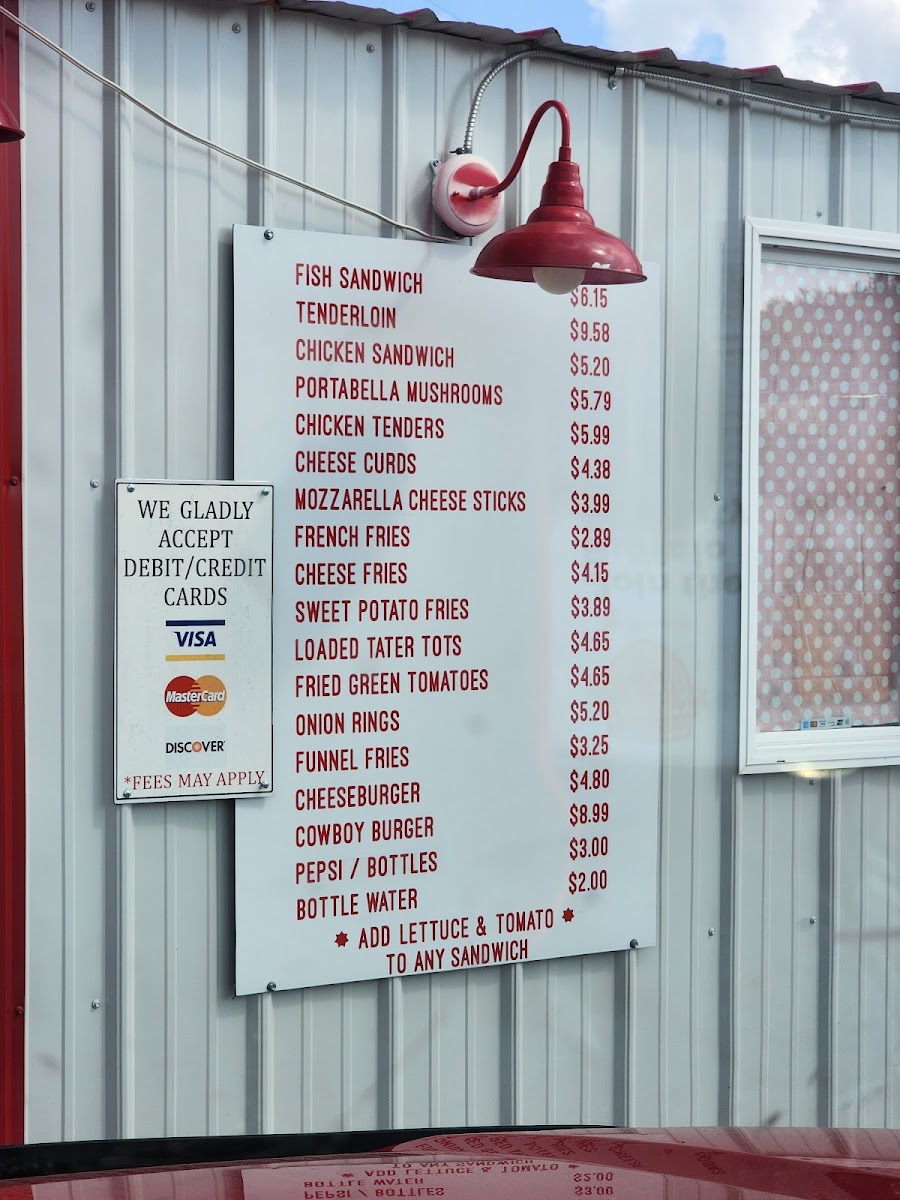 FISH SANDWICH $6.15
TENDERLOIN $9.58
CHICKEN SANDWICH $5.20
PORTABELLA MUSHROOMS $5.79
CHICKEN TENDERS $5.99
CHEESE CURDS $4.38
MOZZARELLA CHEESE STICKS $3.99
FRENCH FRIES $2.89
CHEESE FRIES $4.15
SWEET POTATO FRIES $3.89
LOADED TATER TOTS $4.65
FRIED GREEN TOMATOES $4.65
ONION RINGS $5.20
FUNNEL FRIES $3.25
CHEESEBURGER $4.80
COWBOY BURGER $8.99
PEPSI / BOTTLES $3.00
BOTTLE WATER $2.00
* ADD LETTUCE & TOMATO *
TO ANY SANDWICH
WE GLADLY
ACCEPT
DEBIT/CREDIT
CARDS
VISA
MasterCard
DISCOVER
*FEES MAY APPLY